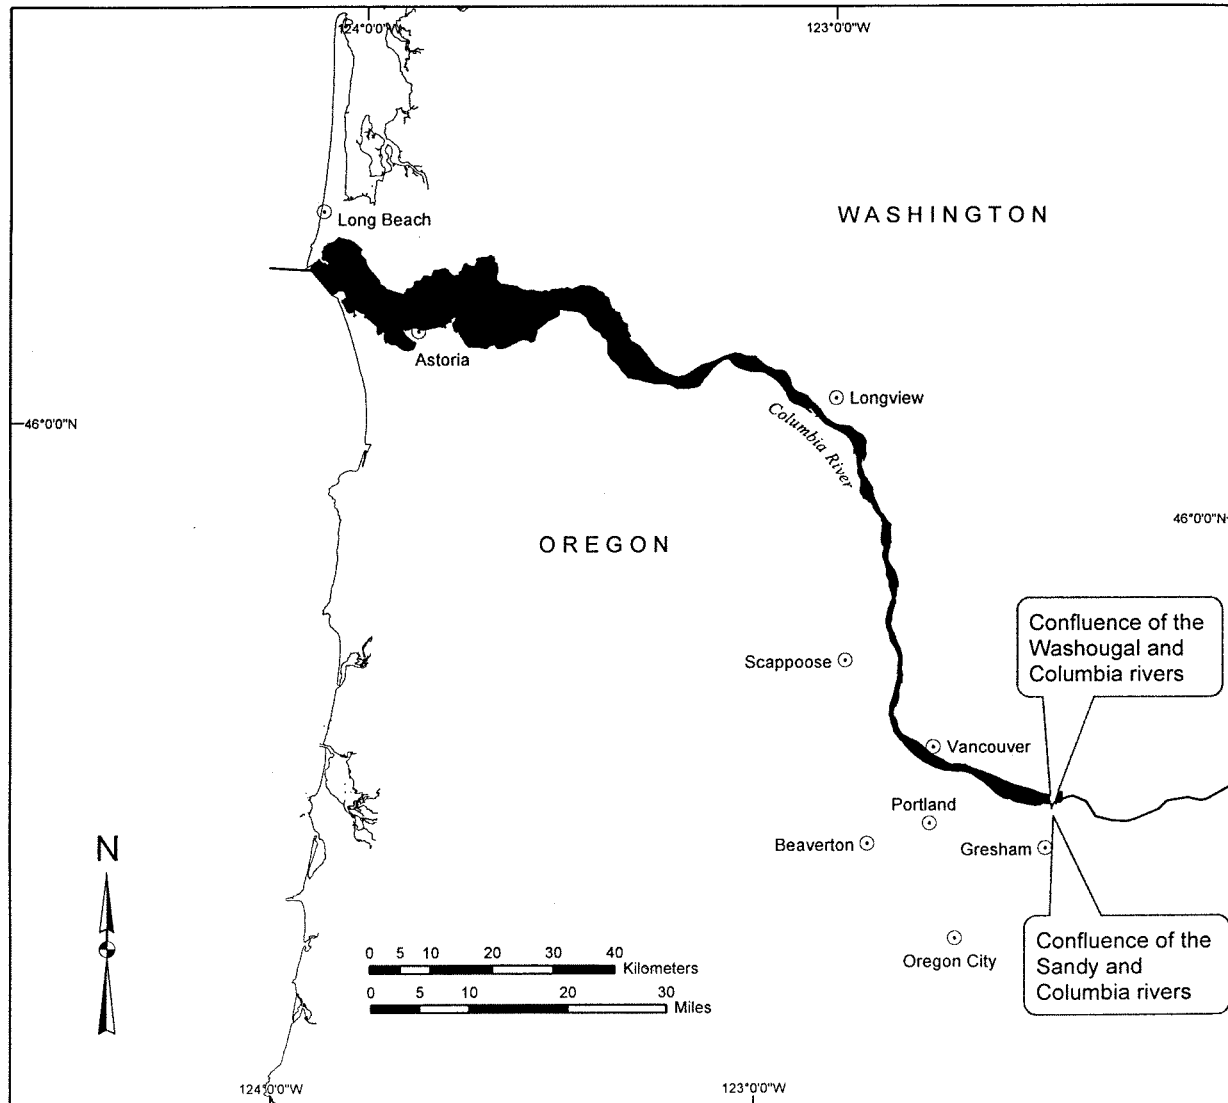 124°0'0"W
123°0'0"W
Long Beach
WASHINGTON
Astoria
Longview
Columbia River
46°0'0"N
46°0'0"N
OREGON
Confluence of the
Washougal and
Columbia rivers
Scappoose
Vancouver
Portland
Beaverton
Gresham
N
Confluence of the
Sandy and
Columbia rivers
Oregon City
0 5 10 20 30 40
Kilometers
0 5 10 20 30
Miles
124°0'0"W
123°0'0"W